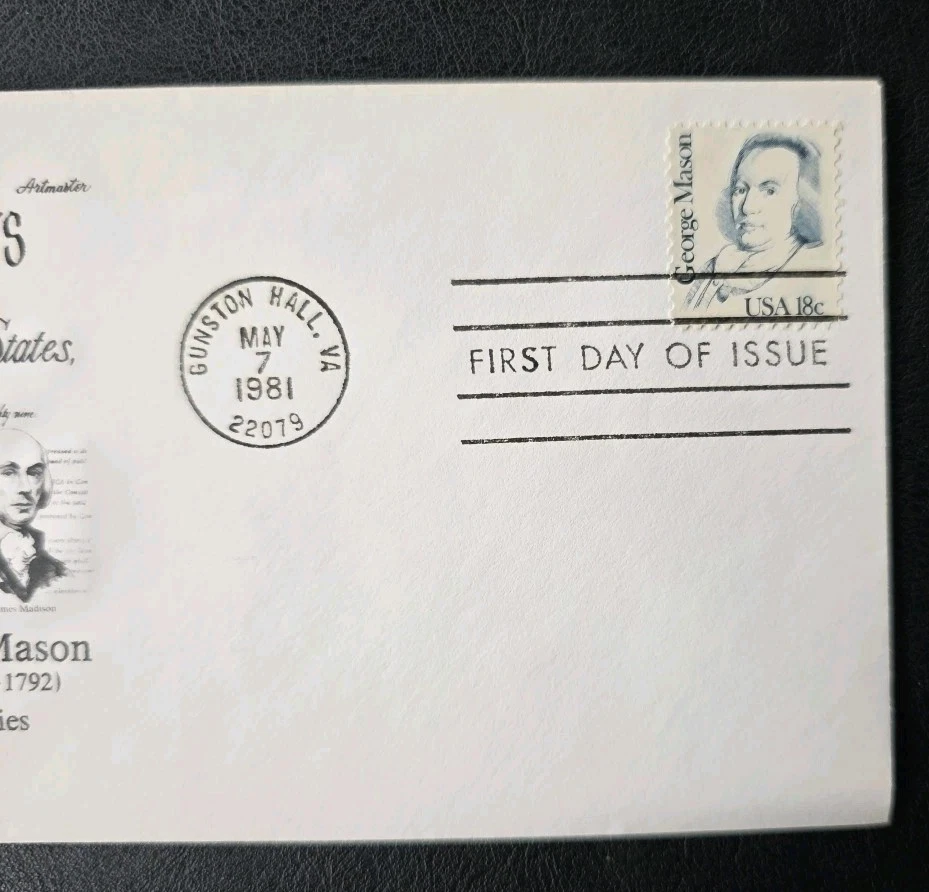 Artmaster
States,
James Madison
Mason
-1792)
ies
GUNSTON HALL, VA
MAY
7
1981
22079
George Mason
USA 18c
FIRST DAY OF ISSUE